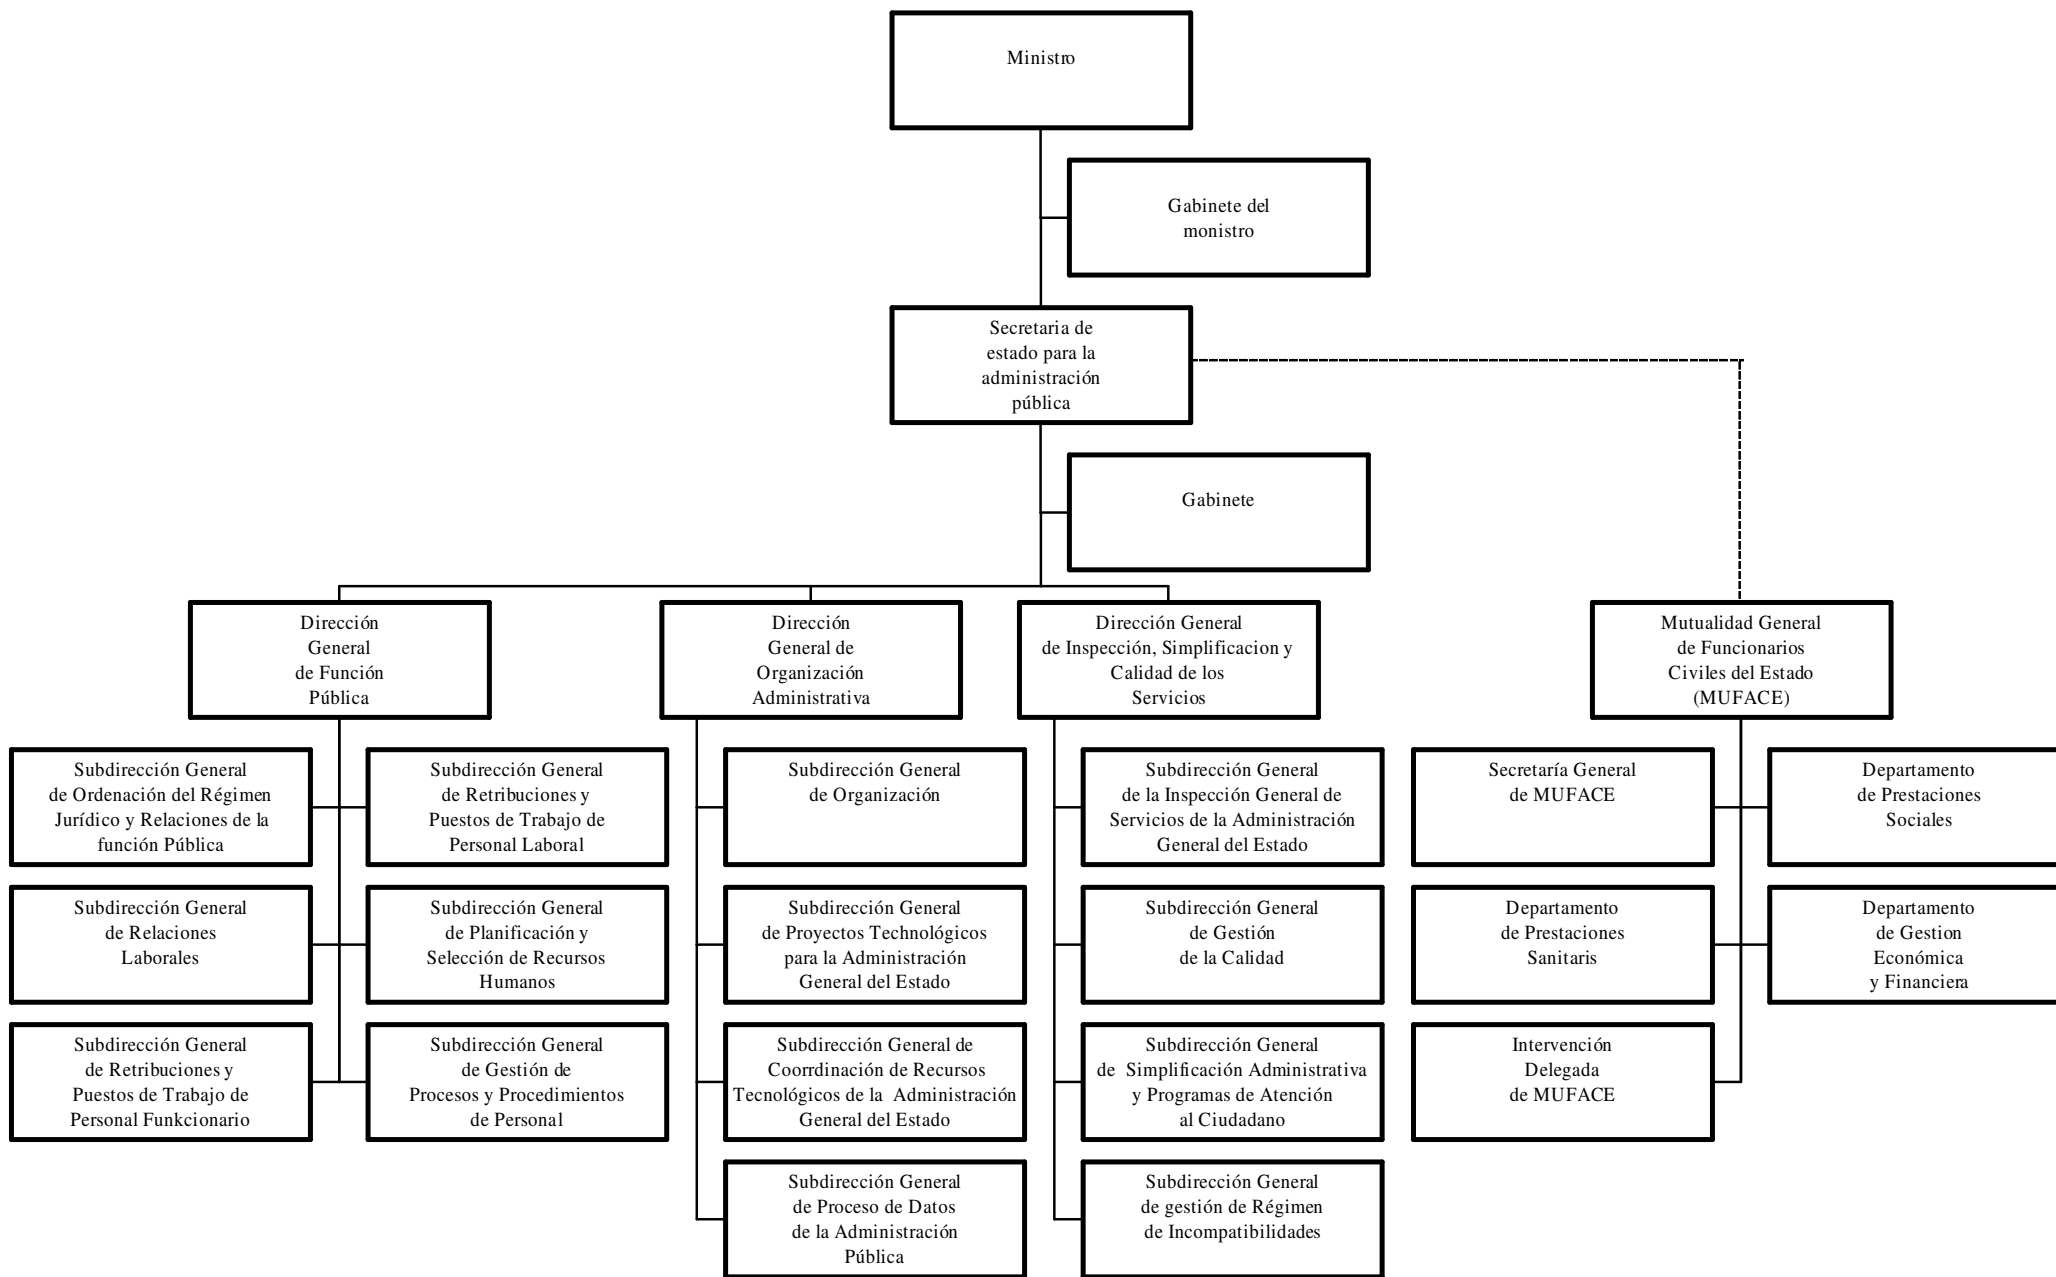 Ministro
Gabinete del
monistro
Secretaria de
estado para la
administración
pública
Gabinete
Dirección
General
de Función
Pública
Dirección
General de
Organización
Administrativa
Dirección General
de Inspección, Simplificacion y
Calidad de los
Servicios
Mutualidad General
de Funcionarios
Civiles del Estado
(MUFACE)
Subdirección General
de Ordenación del Régimen
Jurídico y Relaciones de la
función Pública
Subdirección General
de Retribuciones y
Puestos de Trabajo de
Personal Laboral
Subdirección General
de Organización
Subdirección General
de la Inspección General de
Servicios de la Administración
General del Estado
Secretaría General
de MUFACE
Departamento
de Prestaciones
Sociales
Subdirección General
de Relaciones
Laborales
Subdirección General
de Planificación y
Selección de Recursos
Humanos
Subdirección General
de Proyectos Technológicos
para la Administración
General del Estado
Subdirección General
de Gestión
de la Calidad
Departamento
de Prestaciones
Sanitaris
Departamento
de Gestion
Económica
y Financiera
Subdirección General
de Retribuciones y
Puestos de Trabajo de
Personal Funkcionario
Subdirección General
de Gestión de
Procesos y Procedimientos
de Personal
Subdirección General de
Coorrdinación de Recursos
Tecnológicos de la Administración
General del Estado
Subdirección General
de Simplificación Administrativa
y Programas de Atención
al Ciudadano
Intervención
Delegada
de MUFACE
Subdirección General
de Proceso de Datos
de la Administración
Pública
Subdirección General
de gestión de Régimen
de Incompatibilidades